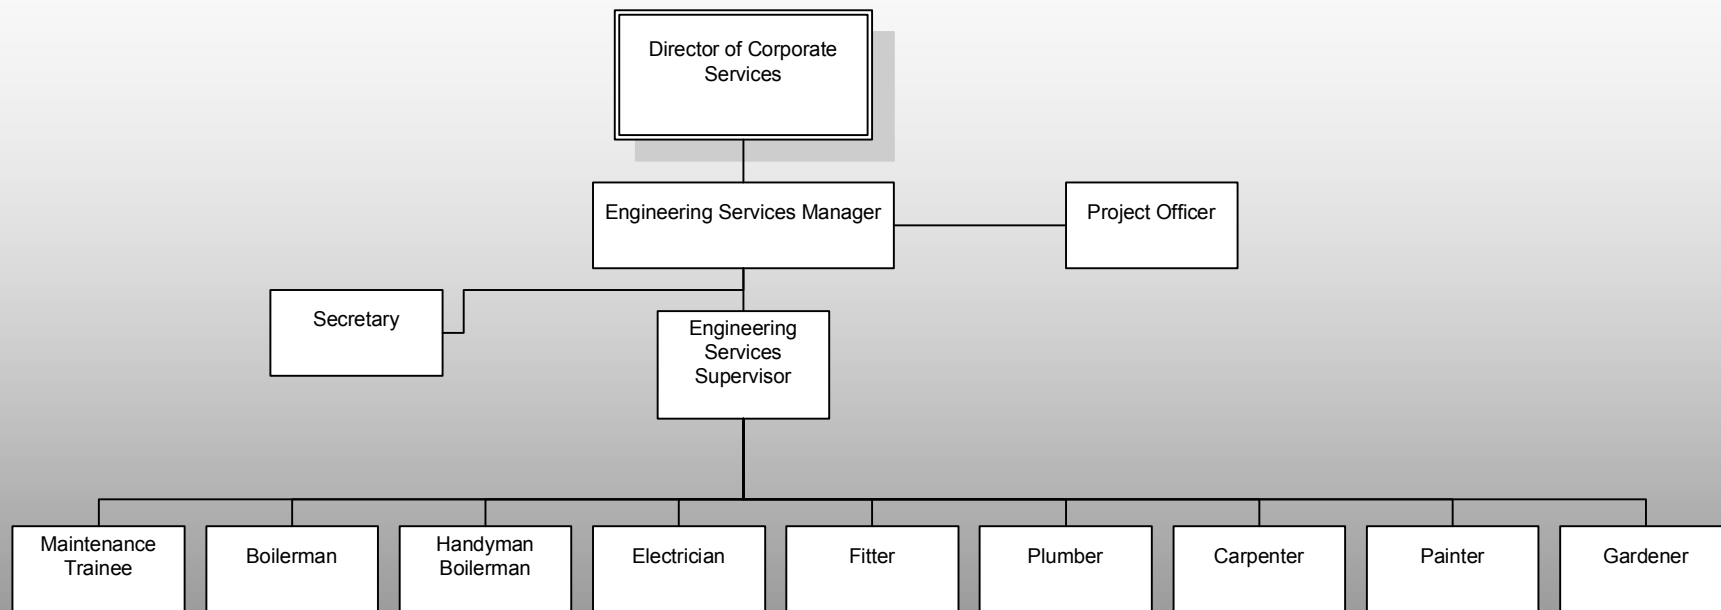 Director of Corporate
Services
Engineering Services Manager
Project Officer
Secretary
Engineering
Services
Supervisor
Maintenance
Trainee
Boilerman
Handyman
Boilerman
Electrician
Fitter
Plumber
Carpenter
Painter
Gardener